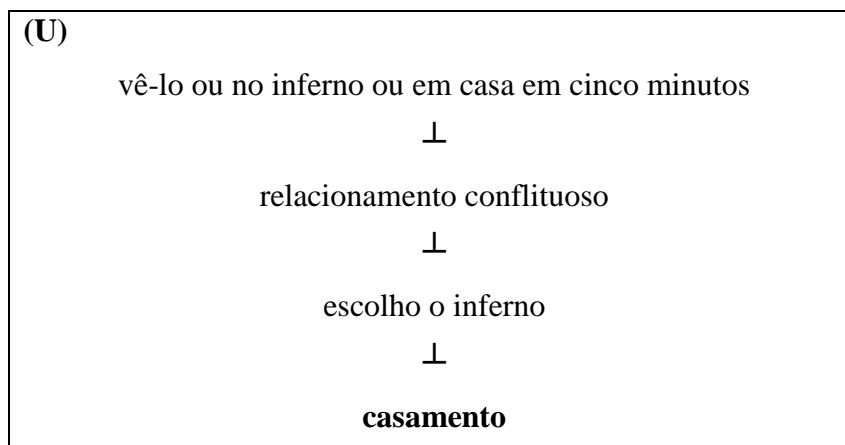 (U)
vê-lo ou no inferno ou em casa em cinco minutos
⊥
relacionamento conflituoso
⊥
escolho o inferno
⊥
casamento